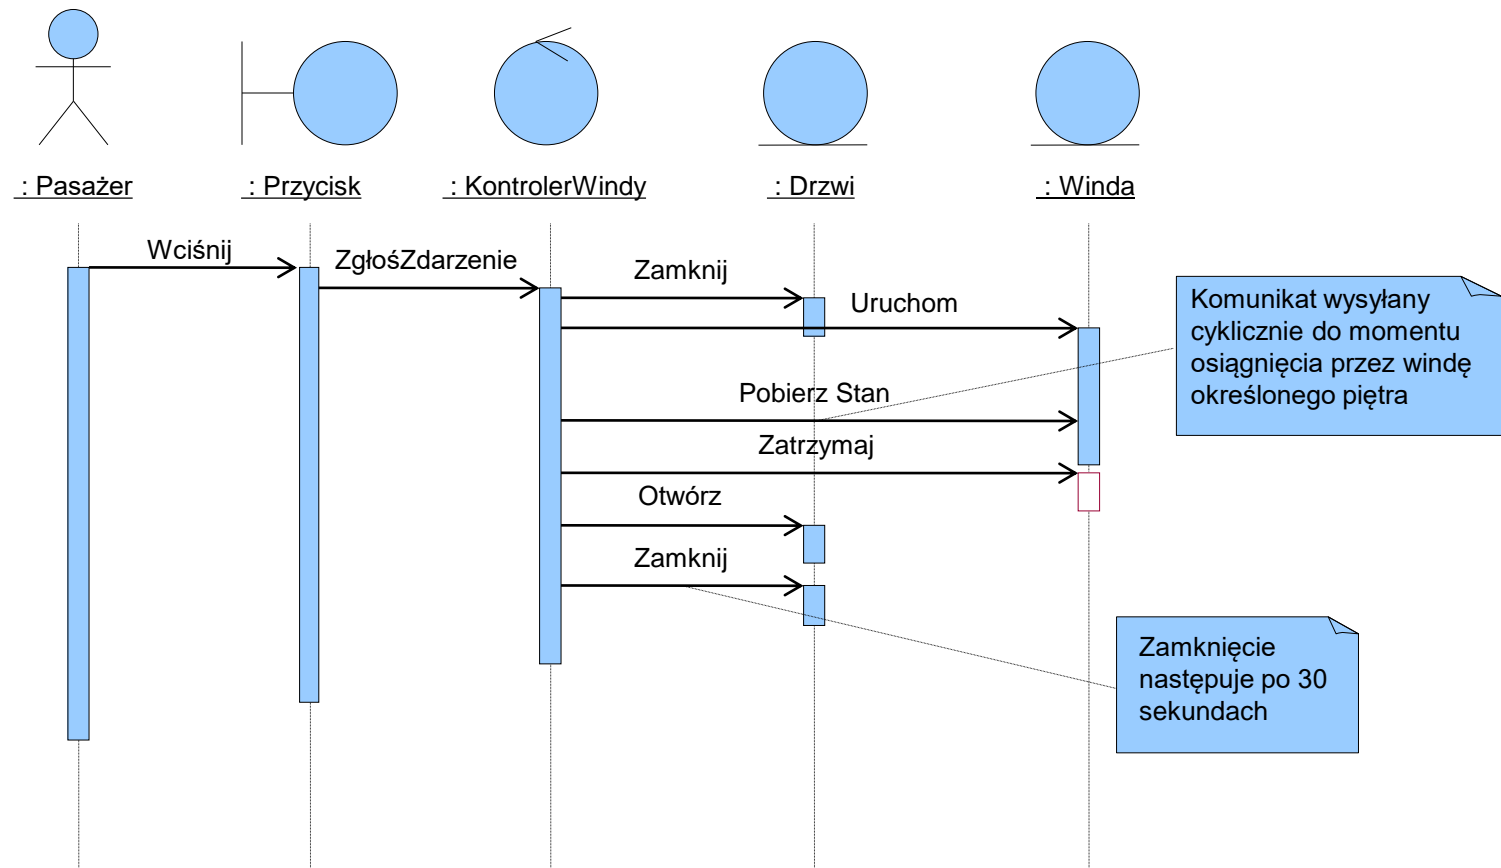 : Pasażer
: Przycisk
: KontrolerWindy
: Drzwi
: Winda
Wciśnij
ZgłośZdarzenie
Zamknij
Uruchom
Komunikat wysyłany
cyklicznie do momentu
osiągnięcia przez windę
określonego piętra
Pobierz Stan
Zatrzymaj
Otwórz
Zamknij
Zamknięcie
następuje po 30
sekundach